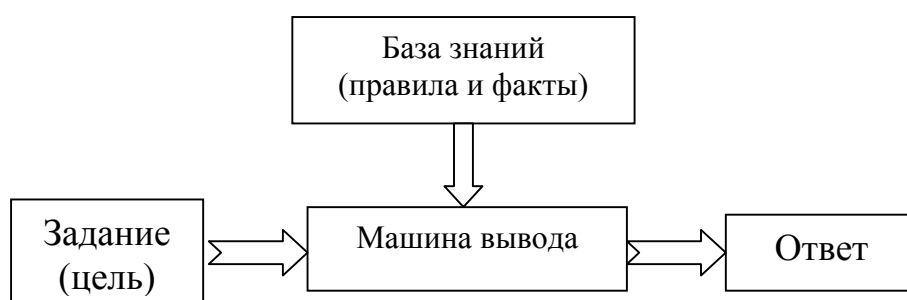 База знаний
(правила и факты)
Задание
(цель)
Машина вывода
Ответ